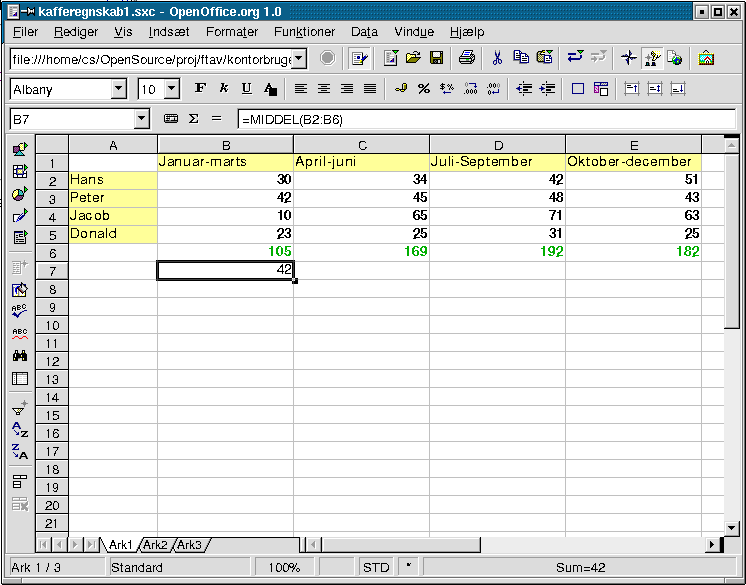 kafferegnskab1.sxc - OpenOffice.org 1.0
Filer Rediger Vis Indsæt Formater Funktioner Data Vindue Hjælp
file:///home/cs/OpenSource/proj/ftav/kontorbruge
Albany 10 F k U A
B7 Σ = =MIDDEL(B2:B6)
A B C D E
1 Januar-marts April-juni Juli-September Oktober-december
2 Hans 30 34 42 51
3 Peter 42 45 48 43
4 Jacob 10 65 71 63
5 Donald 23 25 31 25
6 105 169 192 182
7 42
8
9
10
11
12
13
14
15
16
17
18
19
20
21
Ark1 Ark2 Ark3
Ark 1 / 3 Standard 100% STD * Sum=42